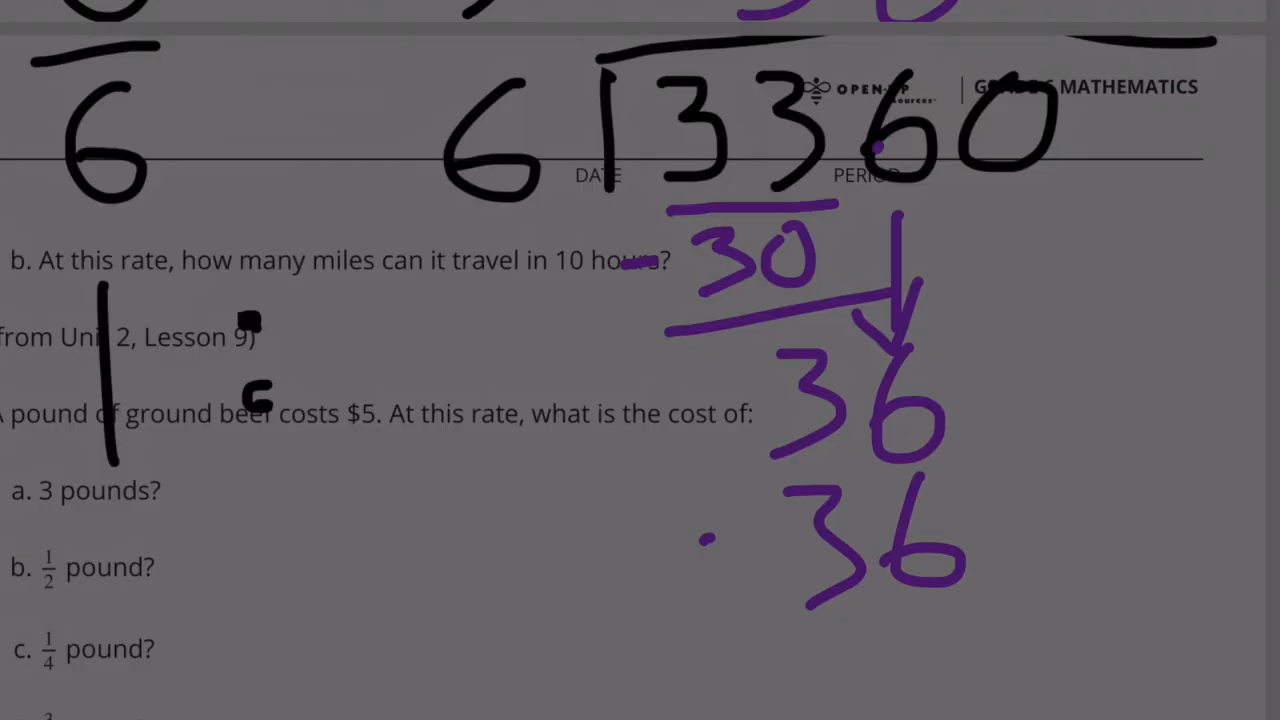 OPEN-UP
GRADE 6 MATHEMATICS
6
6 3360
DATE
PERIOD
30
b. At this rate, how many miles can it travel in 10 hours?
from Unit 2, Lesson 9)
36
A pound of ground beef costs $5. At this rate, what is the cost of:
a. 3 pounds?
36
b. 1/2 pound?
c. 1/4 pound?